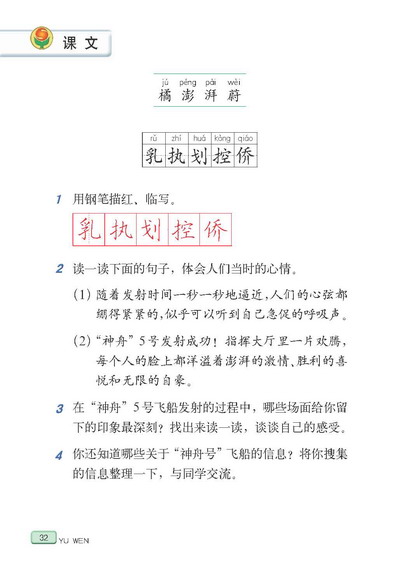 课文
jú péng pài wèi
橘 澎 湃 蔚
rǔ zhí huà kòng qiáo
乳 执 划 控 侨
1 用钢笔描红、临写。
乳 执 划 控 侨
2 读一读下面的句子，体会人们当时的心情。
(1) 随着发射时间一秒一秒地逼近，人们的心弦都
绷得紧紧的，似乎可以听到自己急促的呼吸声。
(2)“神舟”5号发射成功！指挥大厅里一片欢腾，
每个人的脸上都洋溢着澎湃的激情、胜利的喜
悦和无限的自豪。
3 在“神舟”5号飞船发射的过程中，哪些场面给你留
下的印象最深刻？找出来读一读，谈谈自己的感受。
4 你还知道哪些关于“神舟号”飞船的信息？将你搜集
的信息整理一下，与同学交流。
32 YU WEN